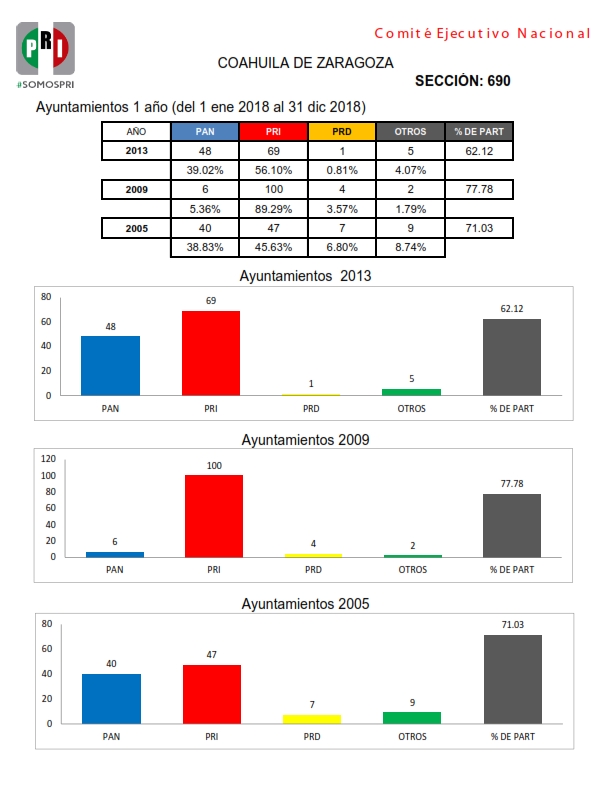 PRI
#SOMOSPRI
Comité Ejecutivo Nacional
COAHUILA DE ZARAGOZA
SECCIÓN: 690
Ayuntamientos 1 año (del 1 ene 2018 al 31 dic 2018)
AÑO PAN PRI PRD OTROS % DE PART
2013 48 69 1 5 62.12
39.02% 56.10% 0.81% 4.07%
2009 6 100 4 2 77.78
5.36% 89.29% 3.57% 1.79%
2005 40 47 7 9 71.03
38.83% 45.63% 6.80% 8.74%
Ayuntamientos 2013
80
60
40
20
0
48 69 1 5 62.12
PAN PRI PRD OTROS % DE PART
Ayuntamientos 2009
120
100
80
60
40
20
0
6 100 4 2 77.78
PAN PRI PRD OTROS % DE PART
Ayuntamientos 2005
80
60
40
20
0
40 47 7 9 71.03
PAN PRI PRD OTROS % DE PART